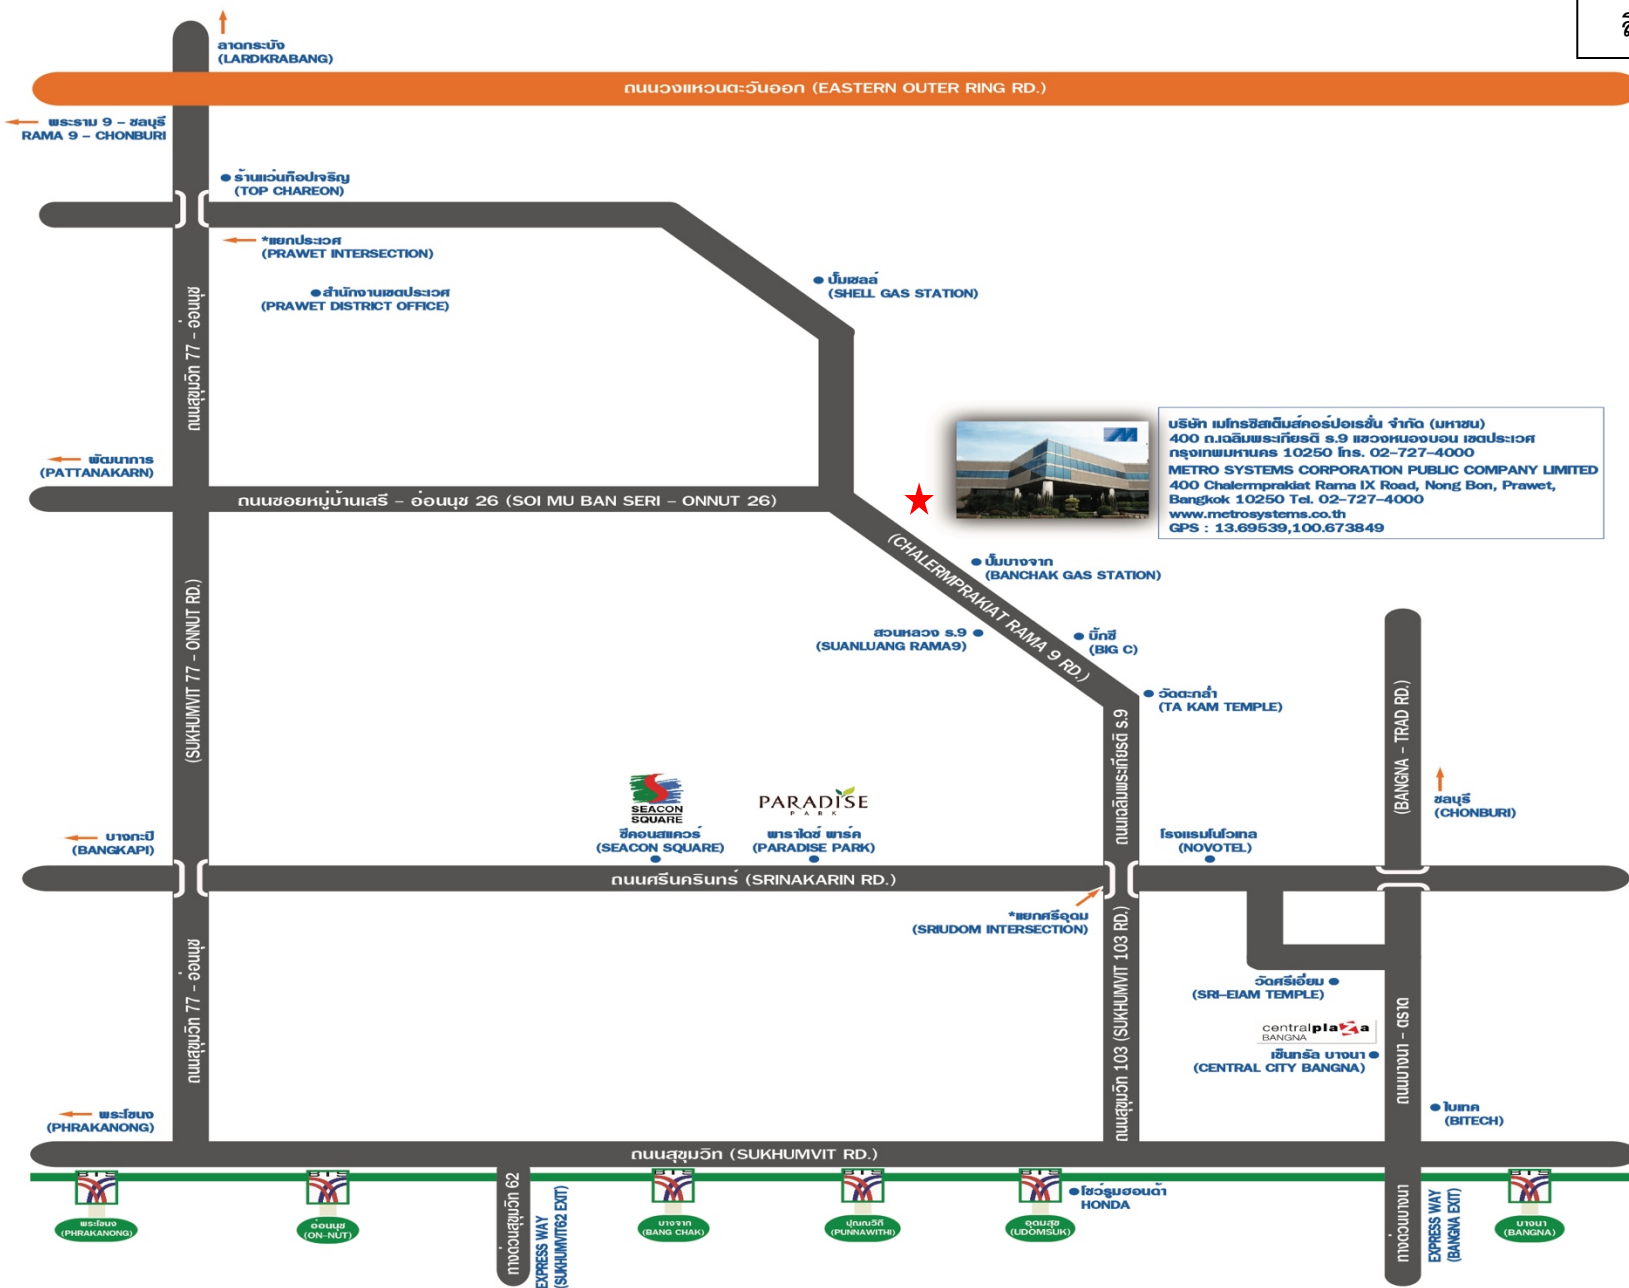 ลาดกระบัง
(LARDKRABANG)
ถนนวงแหวนตะวันออก (EASTERN OUTER RING RD.)
พระราม 9 – ชลบุรี
RAMA 9 – CHONBURI
ร้านแว่นท็อปเจริญ
(TOP CHAREON)
*แยกประเวศ
(PRAWET INTERSECTION)
สำนักงานเขตประเวศ
(PRAWET DISTRICT OFFICE)
ปั๊มเชลล์
(SHELL GAS STATION)
ถนนสุขุมวิท 77 - อ่อนนุช
บริษัท เมโทรซิสเต็มส์คอร์ปอเรชั่น จำกัด (มหาชน)
400 ถ.เฉลิมพระเกียรติ ร.9 แขวงหนองบอน เขตประเวศ
กรุงเทพมหานคร 10250 โทร. 02-727-4000
METRO SYSTEMS CORPORATION PUBLIC COMPANY LIMITED
400 Chalermprakiat Rama IX Road, Nong Bon, Prawet,
Bangkok 10250 Tel. 02-727-4000
www.metrosystems.co.th
GPS : 13.69539,100.673849
พัฒนาการ
(PATTANAKARN)
ถนนซอยหมู่บ้านเสรี - อ่อนนุช 26 (SOI MU BAN SERI - ONNUT 26)
(CHALERMPRAKIAT RAMA 9 RD.)
ปั๊มบางจาก
(BANCHAK GAS STATION)
สวนหลวง ร.9
(SUANLUANG RAMA9)
บิ๊กซี
(BIG C)
วัดตะกล่ำ
(TA KAM TEMPLE)
(SUKHUMVIT 77 - ONNUT RD.)
ถนนเฉลิมพระเกียรติ ร.9
(BANGNA - TRAD RD.)
ชลบุรี
(CHONBURI)
SEACON
SQUARE
ซีคอนสแควร์
(SEACON SQUARE)
PARADISE
PARK
พาราไดซ์ พาร์ค
(PARADISE PARK)
โรงแรมโนโวเทล
(NOVOTEL)
บางกะปิ
(BANGKAPI)
ถนนศรีนครินทร์ (SRINAKARIN RD.)
*แยกศรีอุดม
(SRIUDOM INTERSECTION)
ถนนสุขุมวิท 77 - อ่อนนุช
ถนนสุขุมวิท 103 (SUKHUMVIT 103 RD.)
วัดศรีเอี่ยม
(SRI-EIAM TEMPLE)
centralplaza
BANGNA
เซ็นทรัล บางนา
(CENTRAL CITY BANGNA)
ถนนบางนา - ตราด
ไบเทค
(BITECH)
พระโขนง
(PHRAKANONG)
ถนนสุขุมวิท (SUKHUMVIT RD.)
BTS
พระโขนง
(PHRAKANONG)
BTS
อ่อนนุช
(ON-NUT)
ทางด่วนสุขุมวิท 62
EXPRESS WAY
(SUKHUMVIT62 EXIT)
BTS
บางจาก
(BANG CHAK)
BTS
ปุณณวิถี
(PUNNAWITHI)
BTS
อุดมสุข
(UDOMSUK)
โชว์รูมฮอนด้า
HONDA
ทางด่วนบางนา
EXPRESS WAY
(BANGNA EXIT)
BTS
บางนา
(BANGNA)